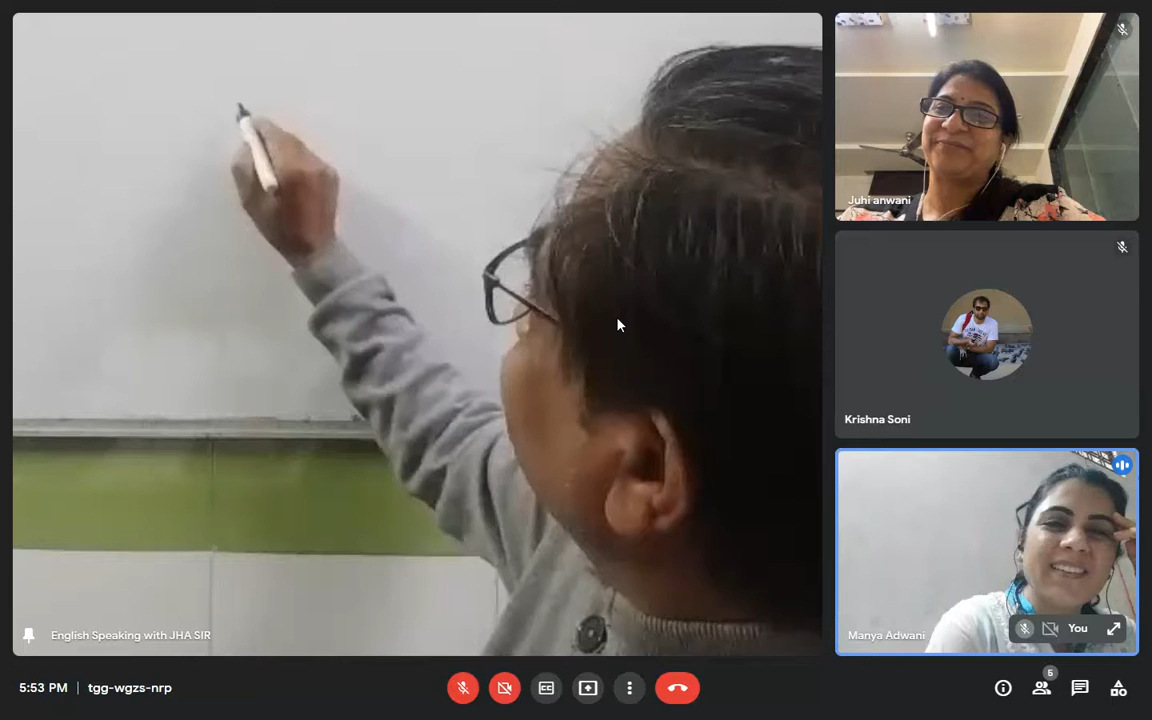 Juhi anwani
Krishna Soni
English Speaking with JHA SIR
Manya Adwani
You
5:53 PM | tgg-wgzs-nrp
CC
5